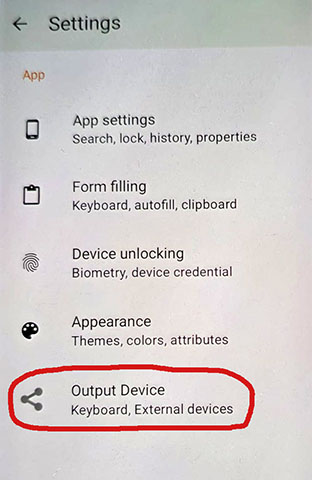 Settings
App
App settings
Search, lock, history, properties
Form filling
Keyboard, autofill, clipboard
Device unlocking
Biometry, device credential
Appearance
Themes, colors, attributes
Output Device
Keyboard, External devices